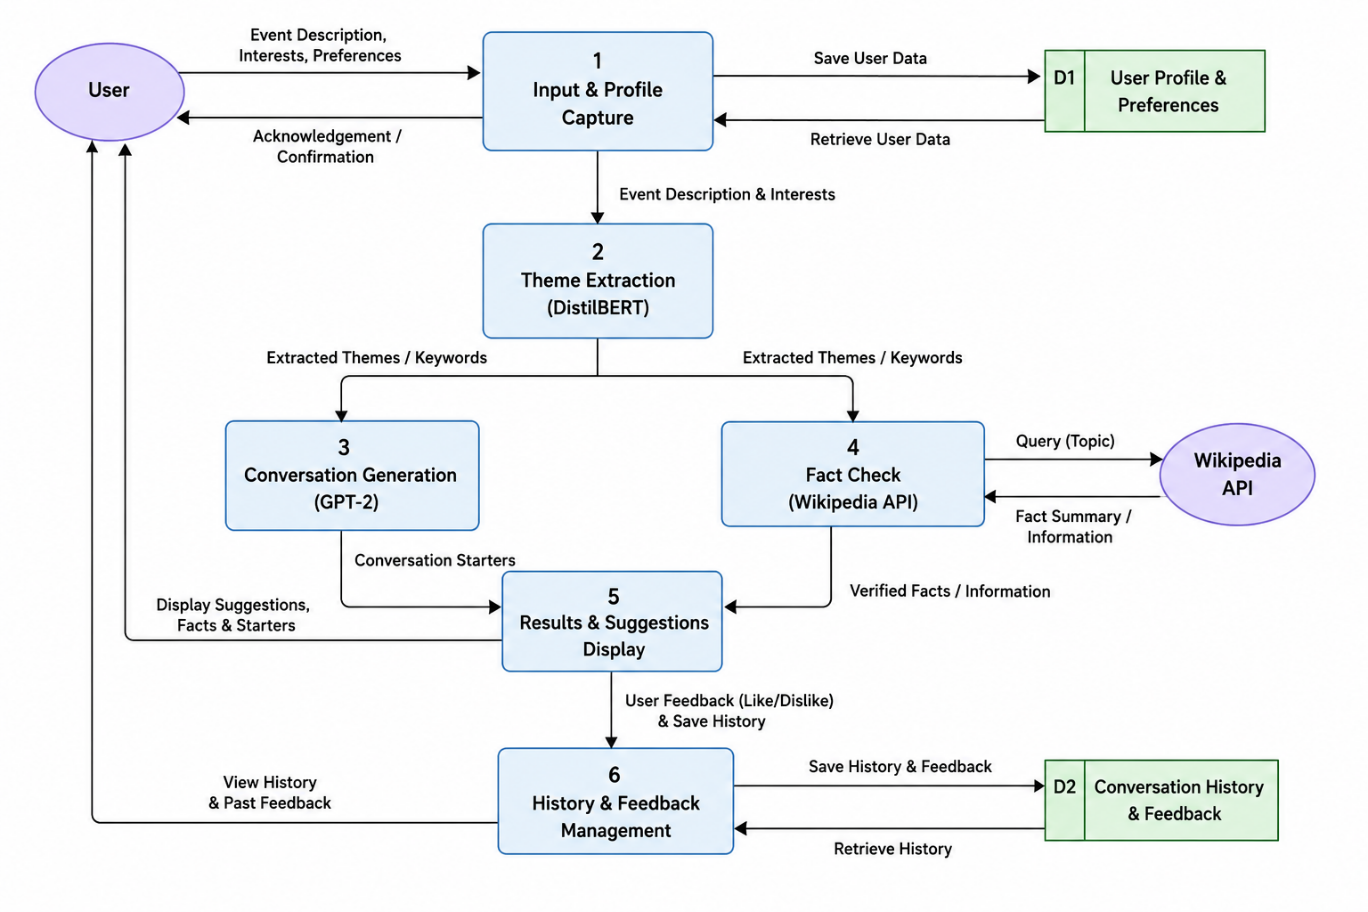 Event Description,
Interests, Preferences
User
Acknowledgement /
Confirmation
1
Input & Profile
Capture
Save User Data
Retrieve User Data
D1
User Profile &
Preferences
Event Description & Interests
2
Theme Extraction
(DistilBERT)
Extracted Themes / Keywords
Extracted Themes / Keywords
3
Conversation Generation
(GPT-2)
4
Fact Check
(Wikipedia API)
Query (Topic)
Wikipedia
API
Fact Summary /
Information
Conversation Starters
Verified Facts / Information
Display Suggestions,
Facts & Starters
5
Results & Suggestions
Display
User Feedback (Like/Dislike)
& Save History
View History
& Past Feedback
6
History & Feedback
Management
Save History & Feedback
Retrieve History
D2
Conversation History
& Feedback